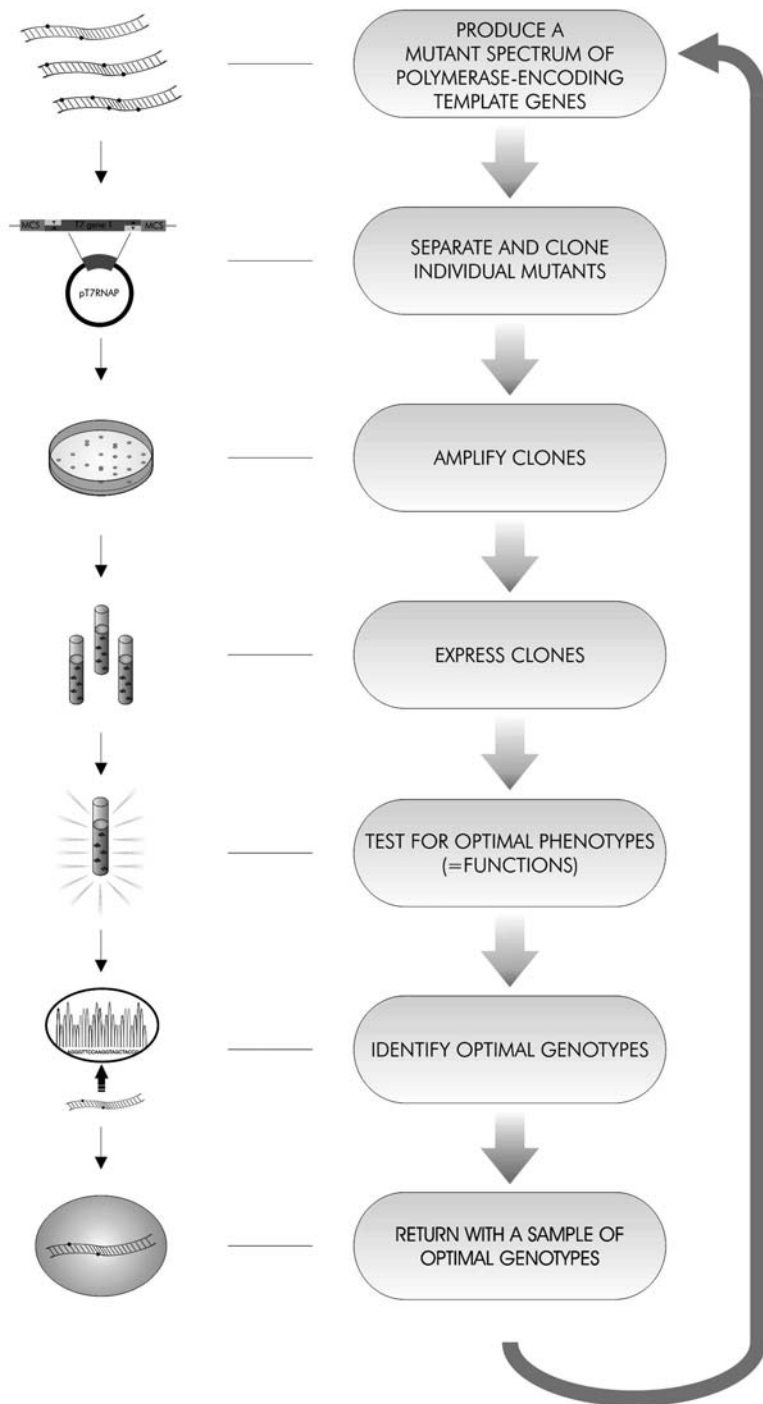 PRODUCE A
MUTANT SPECTRUM OF
POLYMERASE-ENCODING
TEMPLATE GENES
MCS T7 gene 1 MCS
pT7RNAP
SEPARATE AND CLONE
INDIVIDUAL MUTANTS
AMPLIFY CLONES
EXPRESS CLONES
TEST FOR OPTIMAL PHENOTYPES
(=FUNCTIONS)
IDENTIFY OPTIMAL GENOTYPES
RETURN WITH A SAMPLE OF
OPTIMAL GENOTYPES